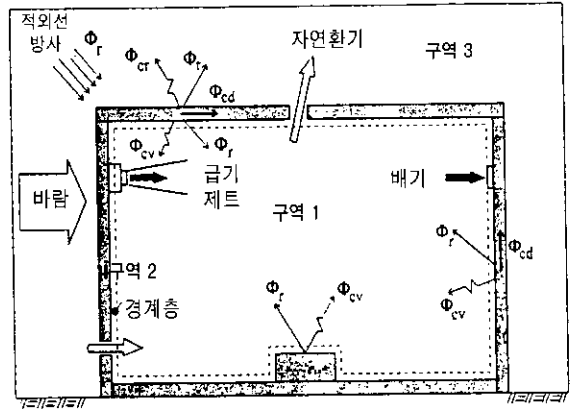 적외선
방사
Φr
Φcr
Φr
Φcd
자연환기
구역 3
Φcv
Φr
급기
제트
배기
바람
구역 1
Φr
Φcd
구역 2
Φcv
경계층
Φr
Φcv